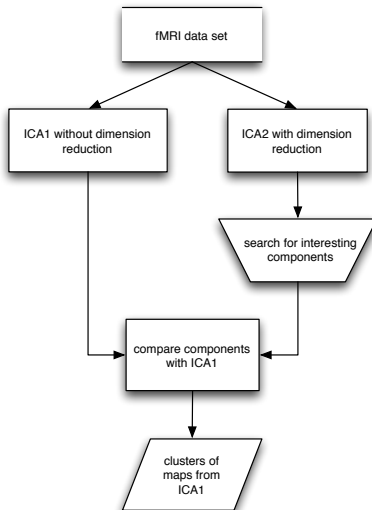 fMRI data set
ICA1 without dimension
reduction
ICA2 with dimension
reduction
search for interesting
components
compare components
with ICA1
clusters of
maps from
ICA1